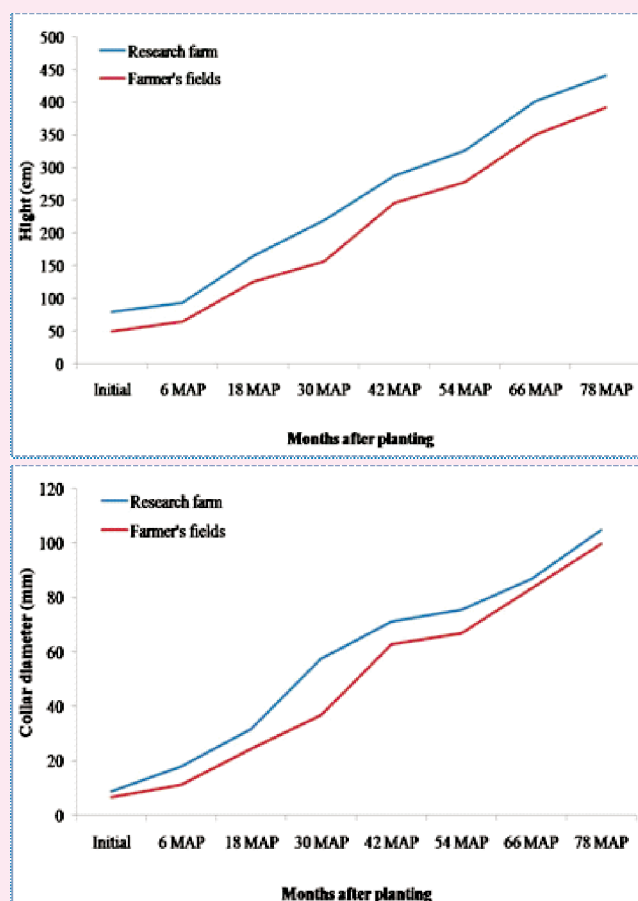 500
450
400
350
300
250
200
150
100
50
0
Hight (cm)
Research farm
Farmer's fields
Initial 6 MAP 18 MAP 30 MAP 42 MAP 54 MAP 66 MAP 78 MAP
Months after planting
120
100
80
60
40
20
0
Collar diameter (mm)
Research farm
Farmer's fields
Initial 6 MAP 18 MAP 30 MAP 42 MAP 54 MAP 66 MAP 78 MAP
Months after planting